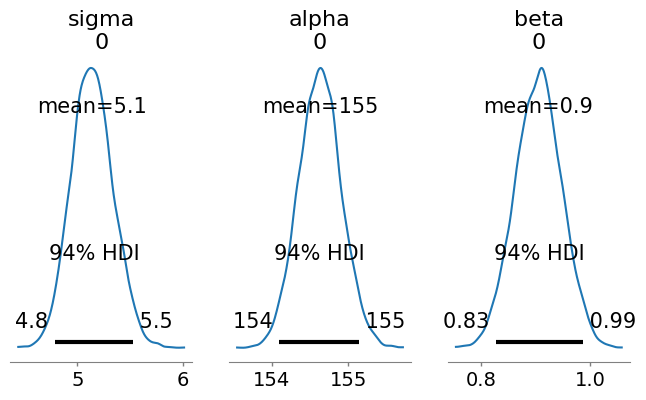 sigma
0
mean=5.1
94% HDI
4.8
5.5
5
6
alpha
0
mean=155
94% HDI
154
155
154
155
beta
0
mean=0.9
94% HDI
0.83
0.99
0.8
1.0